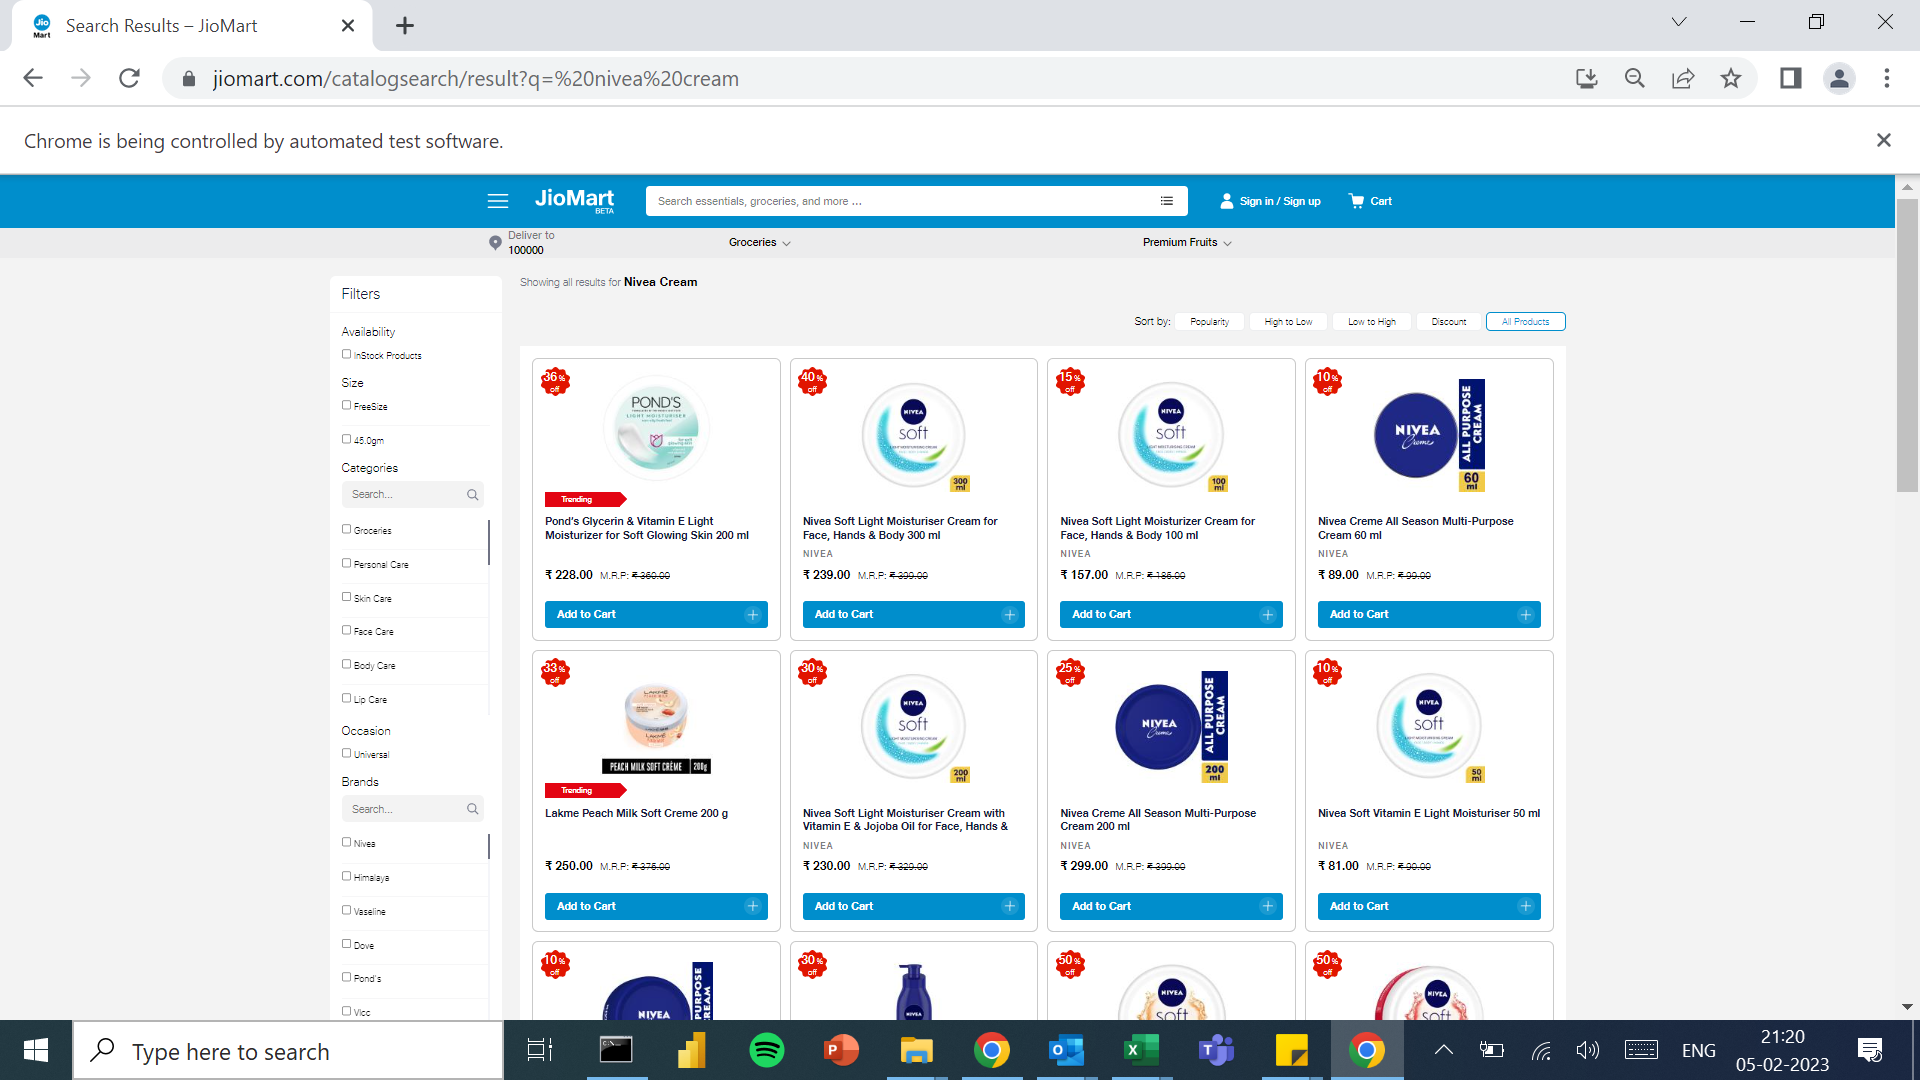 Search Results – JioMart
jiomart.com/catalogsearch/result?q=%20nivea%20cream
Chrome is being controlled by automated test software.
JioMart
BETA
Search essentials, groceries, and more ...
Sign in / Sign up
Cart
Deliver to
100000
Groceries
Premium Fruits
Filters
Availability
InStock Products
Size
FreeSize
45.0gm
Categories
Search...
Groceries
Personal Care
Skin Care
Face Care
Body Care
Lip Care
Occasion
Universal
Brands
Search...
Nivea
Himalaya
Vaseline
Dove
Pond's
Vlcc
Showing all results for Nivea Cream
Sort by: Popularity High to Low Low to High Discount All Products
36% off
POND'S
LIGHT MOISTURISER
Trending
Pond's Glycerin & Vitamin E Light
Moisturizer for Soft Glowing Skin 200 ml
₹ 228.00 M.R.P: ₹ 360.00
Add to Cart
40% off
NIVEA
soft
300 ml
Nivea Soft Light Moisturiser Cream for
Face, Hands & Body 300 ml
NIVEA
₹ 239.00 M.R.P: ₹ 399.00
Add to Cart
15% off
NIVEA
soft
100 ml
Nivea Soft Light Moisturizer Cream for
Face, Hands & Body 100 ml
NIVEA
₹ 157.00 M.R.P: ₹ 186.00
Add to Cart
10% off
NIVEA
Creme
ALL PURPOSE
CREAM
60 ml
Nivea Creme All Season Multi-Purpose
Cream 60 ml
NIVEA
₹ 89.00 M.R.P: ₹ 99.00
Add to Cart
33% off
LAKMÉ
PEACH MILK SOFT CRÈME 200g
Trending
Lakme Peach Milk Soft Creme 200 g
₹ 250.00 M.R.P: ₹ 375.00
Add to Cart
30% off
NIVEA
soft
200 ml
Nivea Soft Light Moisturiser Cream with
Vitamin E & Jojoba Oil for Face, Hands &
NIVEA
₹ 230.00 M.R.P: ₹ 329.00
Add to Cart
25% off
NIVEA
Creme
ALL PURPOSE
CREAM
200 ml
Nivea Creme All Season Multi-Purpose
Cream 200 ml
NIVEA
₹ 299.00 M.R.P: ₹ 399.00
Add to Cart
10% off
NIVEA
soft
50 ml
Nivea Soft Vitamin E Light Moisturiser 50 ml
NIVEA
₹ 81.00 M.R.P: ₹ 90.00
Add to Cart
10% off
NIVEA
PURPOSE
CREAM
30% off
NIVEA
50% off
NIVEA
soft
50% off
NIVEA
soft
Type here to search
ENG
21:20
05-02-2023